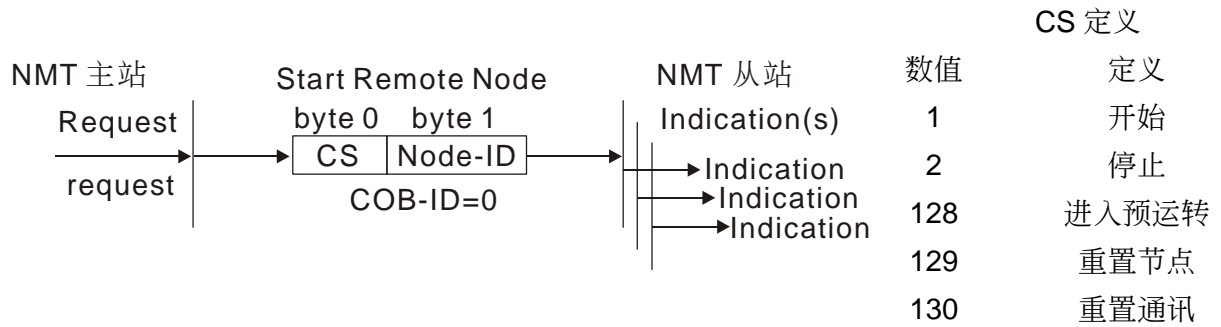 CS 定义
NMT 主站
Start Remote Node
NMT 从站
数值 定义
Request
byte 0 byte 1
Indication(s)
1 开始
CS Node-ID
Indication
2 停止
request
COB-ID=0
Indication
Indication
128 进入预运转
129 重置节点
130 重置通讯